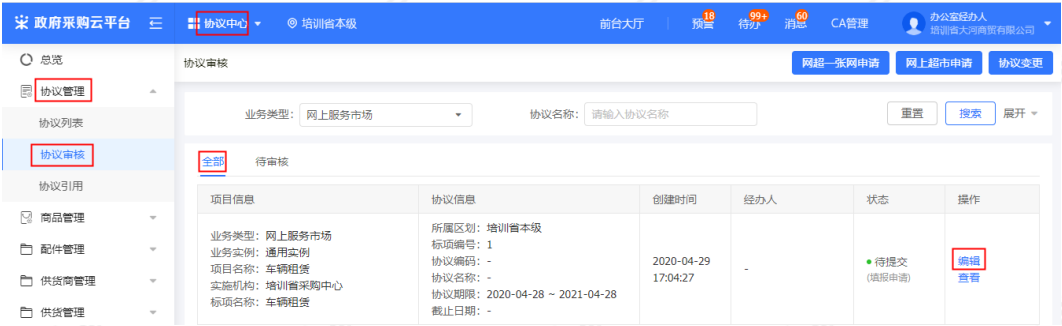 政府采购云平台
协议中心
培训省本级
前台大厅
预警 18
待办 99+
消息 60
CA管理
办公室经办人
培训省大河商贸有限公司
总览
协议管理
协议列表
协议审核
协议引用
商品管理
配件管理
供货商管理
供货管理
协议审核
网超一张网申请
网上超市申请
协议变更
业务类型： 网上服务市场
协议名称： 请输入协议名称
重置
搜索
展开
全部
待审核
项目信息
协议信息
创建时间
经办人
状态
操作
业务类型：网上服务市场
业务实例：通用实例
项目名称：车辆租赁
实施机构：培训省采购中心
标项名称：车辆租赁
所属区划：培训省本级
标项编号：1
协议编码：-
协议名称：-
协议期限：2020-04-28 ~ 2021-04-28
截止日期：-
2020-04-29
17:04:27
-
待提交
(填报申请)
编辑
查看